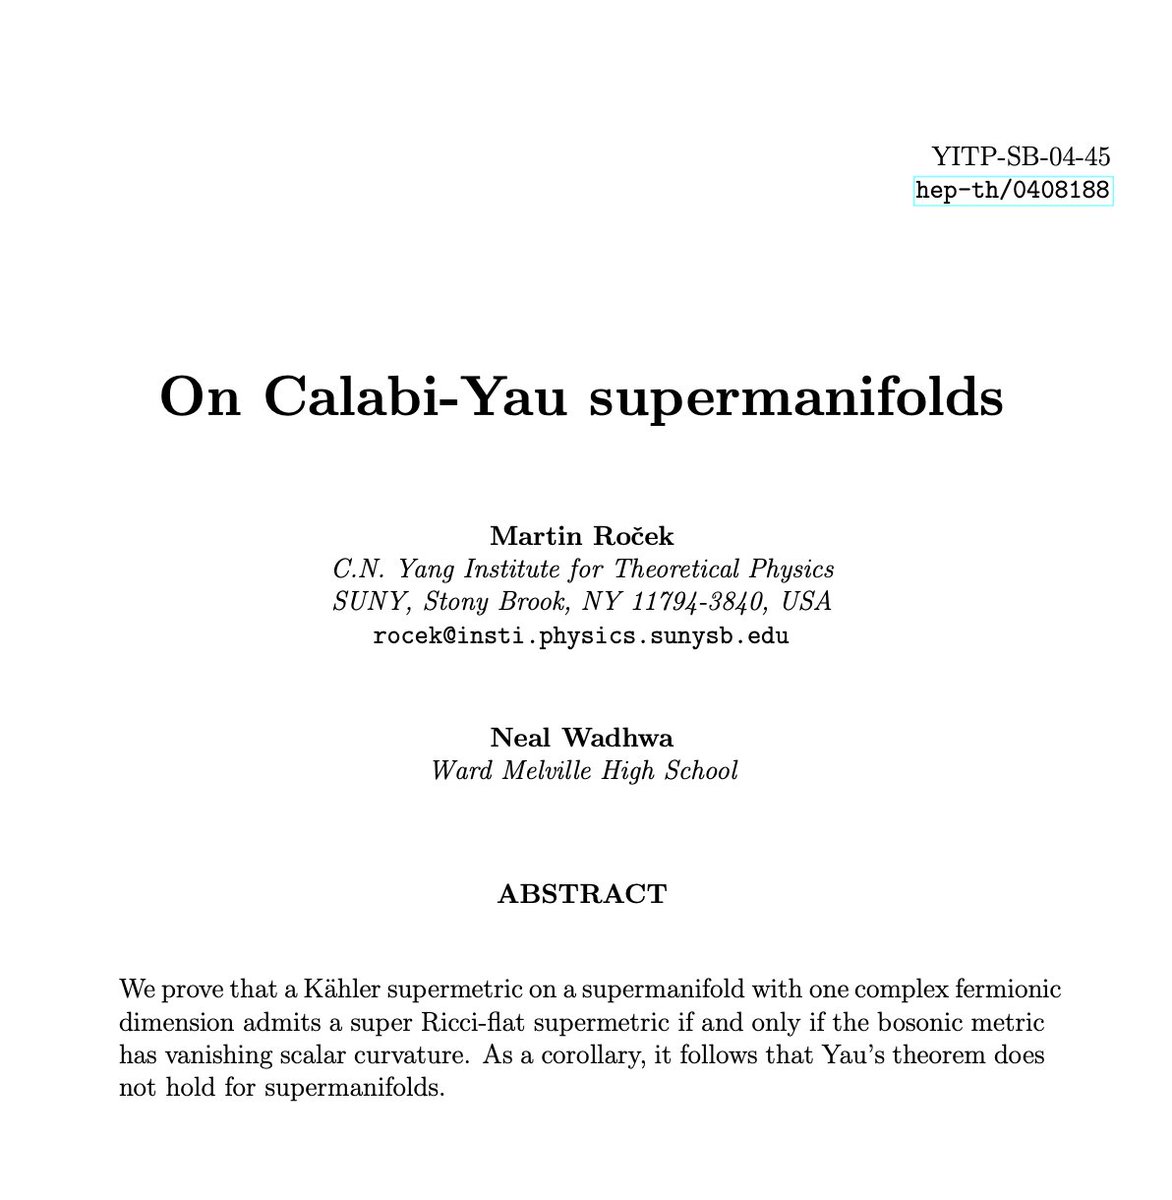 YITP-SB-04-45
hep-th/0408188
On Calabi-Yau supermanifolds
Martin Roček
C.N. Yang Institute for Theoretical Physics
SUNY, Stony Brook, NY 11794-3840, USA
rocek@insti.physics.sunysb.edu
Neal Wadhwa
Ward Melville High School
ABSTRACT
We prove that a Kähler supermetric on a supermanifold with one complex fermionic
dimension admits a super Ricci-flat supermetric if and only if the bosonic metric
has vanishing scalar curvature. As a corollary, it follows that Yau's theorem does
not hold for supermanifolds.